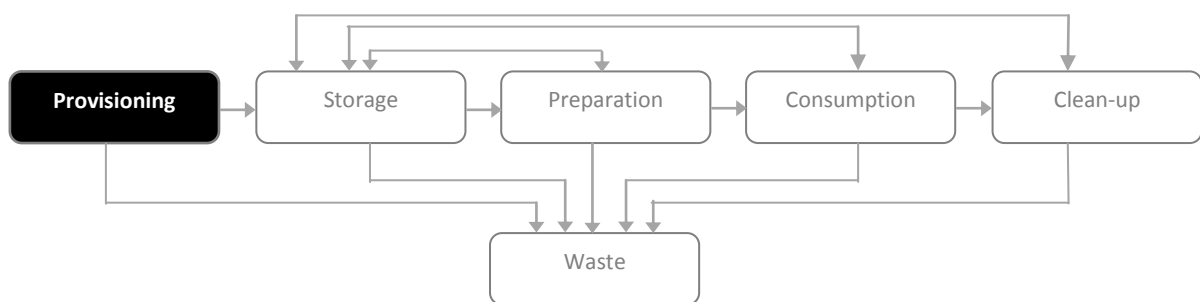 Provisioning
Storage
Preparation
Consumption
Clean-up
Waste